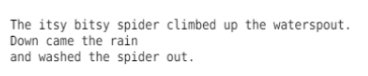 The itsy bitsy spider climbed up the waterspout.
Down came the rain
and washed the spider out.